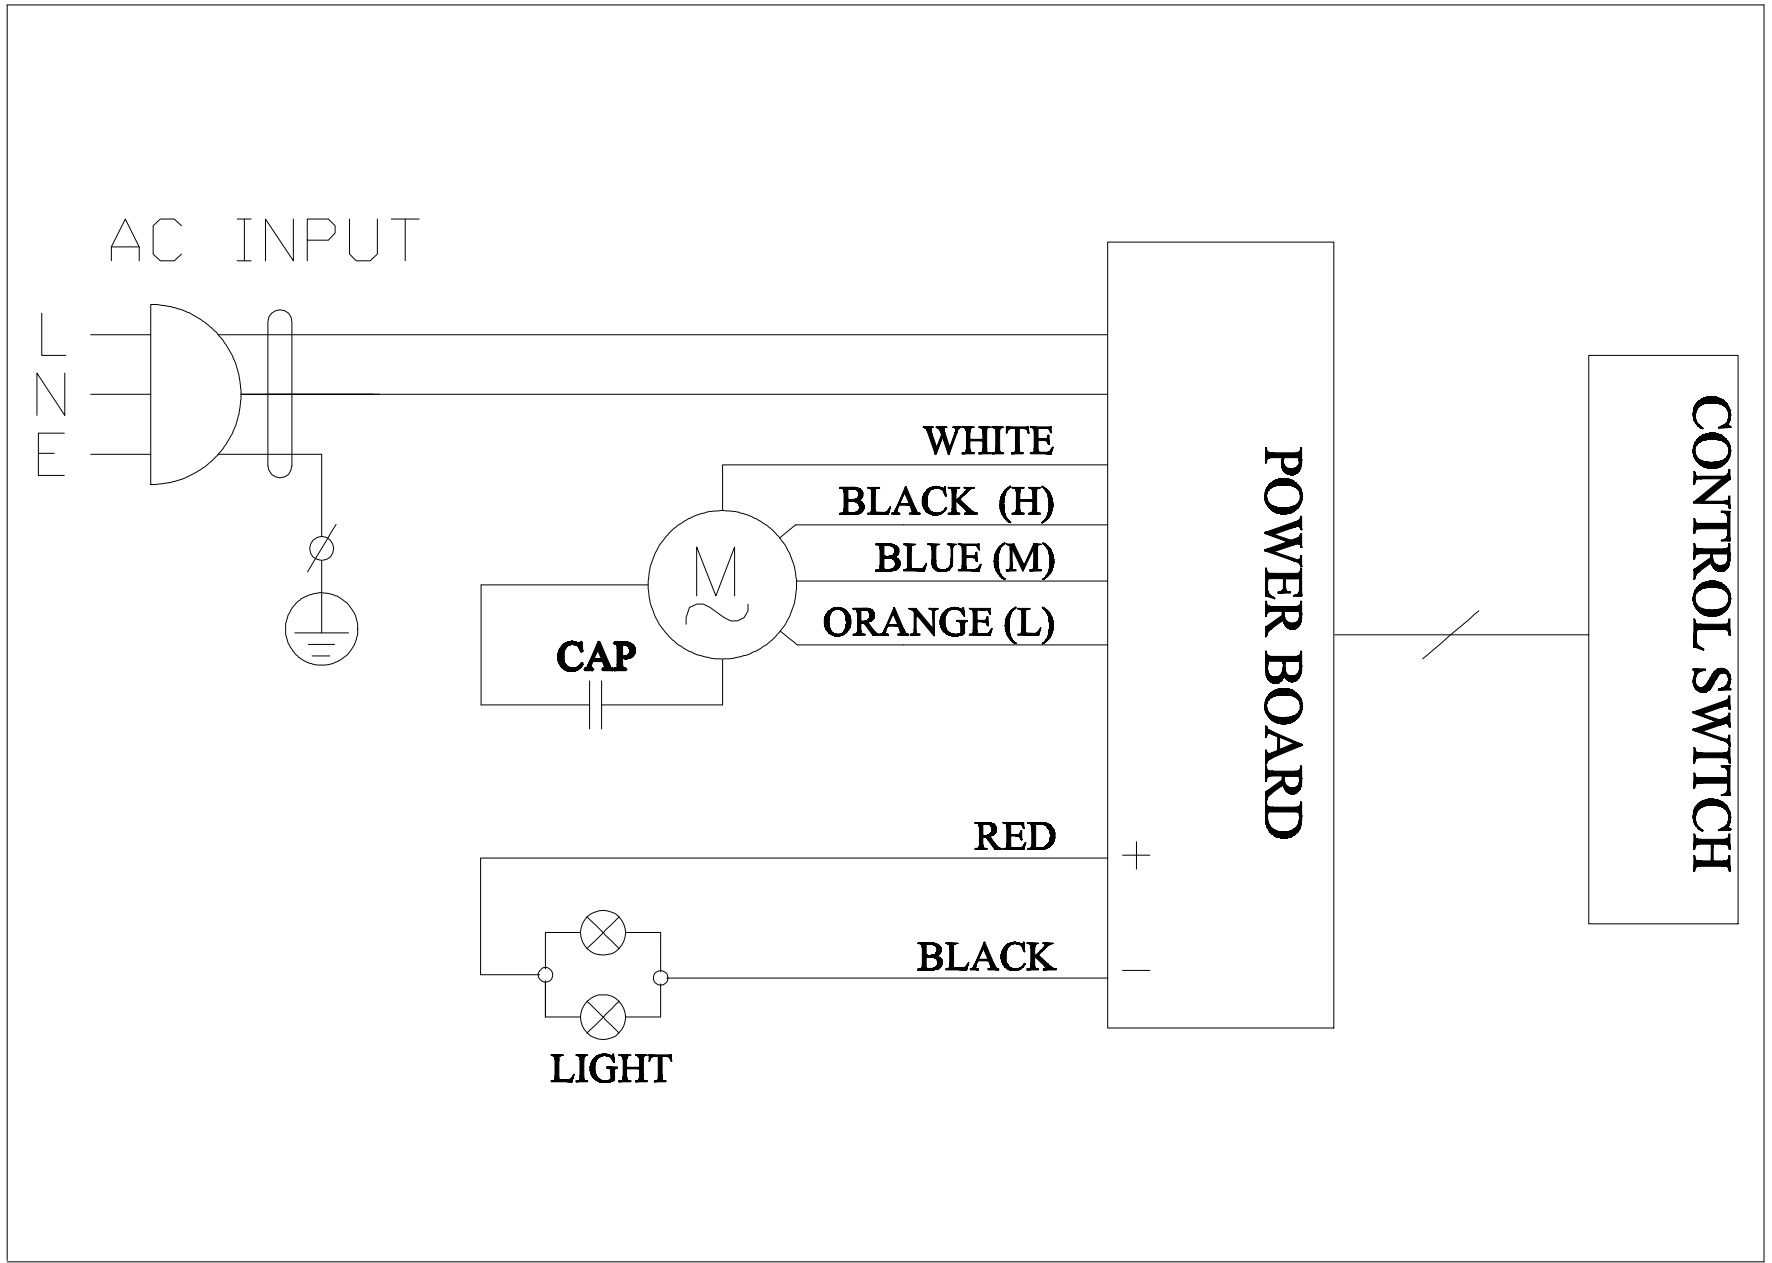 AC INPUT
L
N
E
WHITE
BLACK (H)
BLUE (M)
ORANGE (L)
M
CAP
RED
+
BLACK
−
LIGHT
POWER BOARD
CONTROL SWITCH